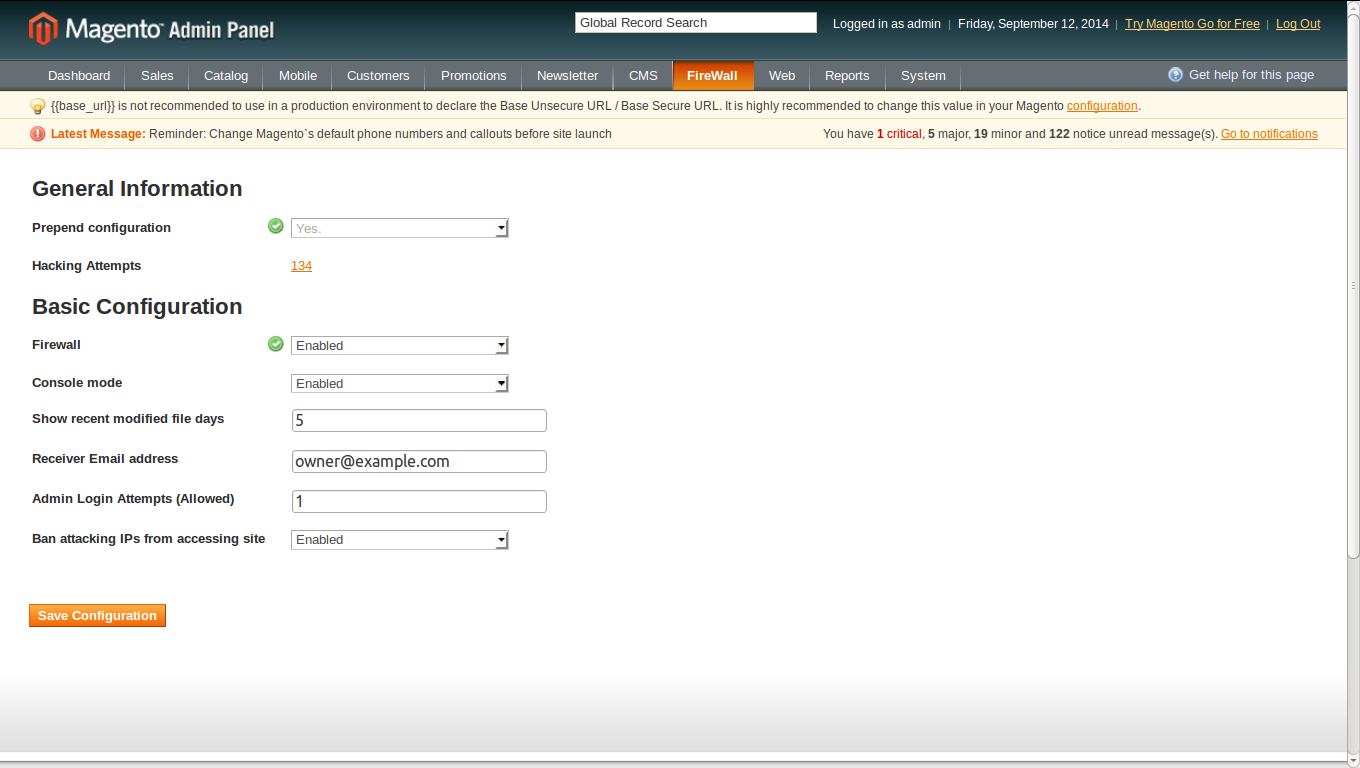 Magento™ Admin Panel
Global Record Search
Logged in as admin | Friday, September 12, 2014 | Try Magento Go for Free | Log Out
Dashboard Sales Catalog Mobile Customers Promotions Newsletter CMS FireWall Web Reports System Get help for this page
{{base_url}} is not recommended to use in a production environment to declare the Base Unsecure URL / Base Secure URL. It is highly recommended to change this value in your Magento configuration.
Latest Message: Reminder: Change Magento`s default phone numbers and callouts before site launch You have 1 critical, 5 major, 19 minor and 122 notice unread message(s). Go to notifications
General Information
Prepend configuration Yes.
Hacking Attempts 134
Basic Configuration
Firewall Enabled
Console mode Enabled
Show recent modified file days 5
Receiver Email address owner@example.com
Admin Login Attempts (Allowed) 1
Ban attacking IPs from accessing site Enabled
Save Configuration